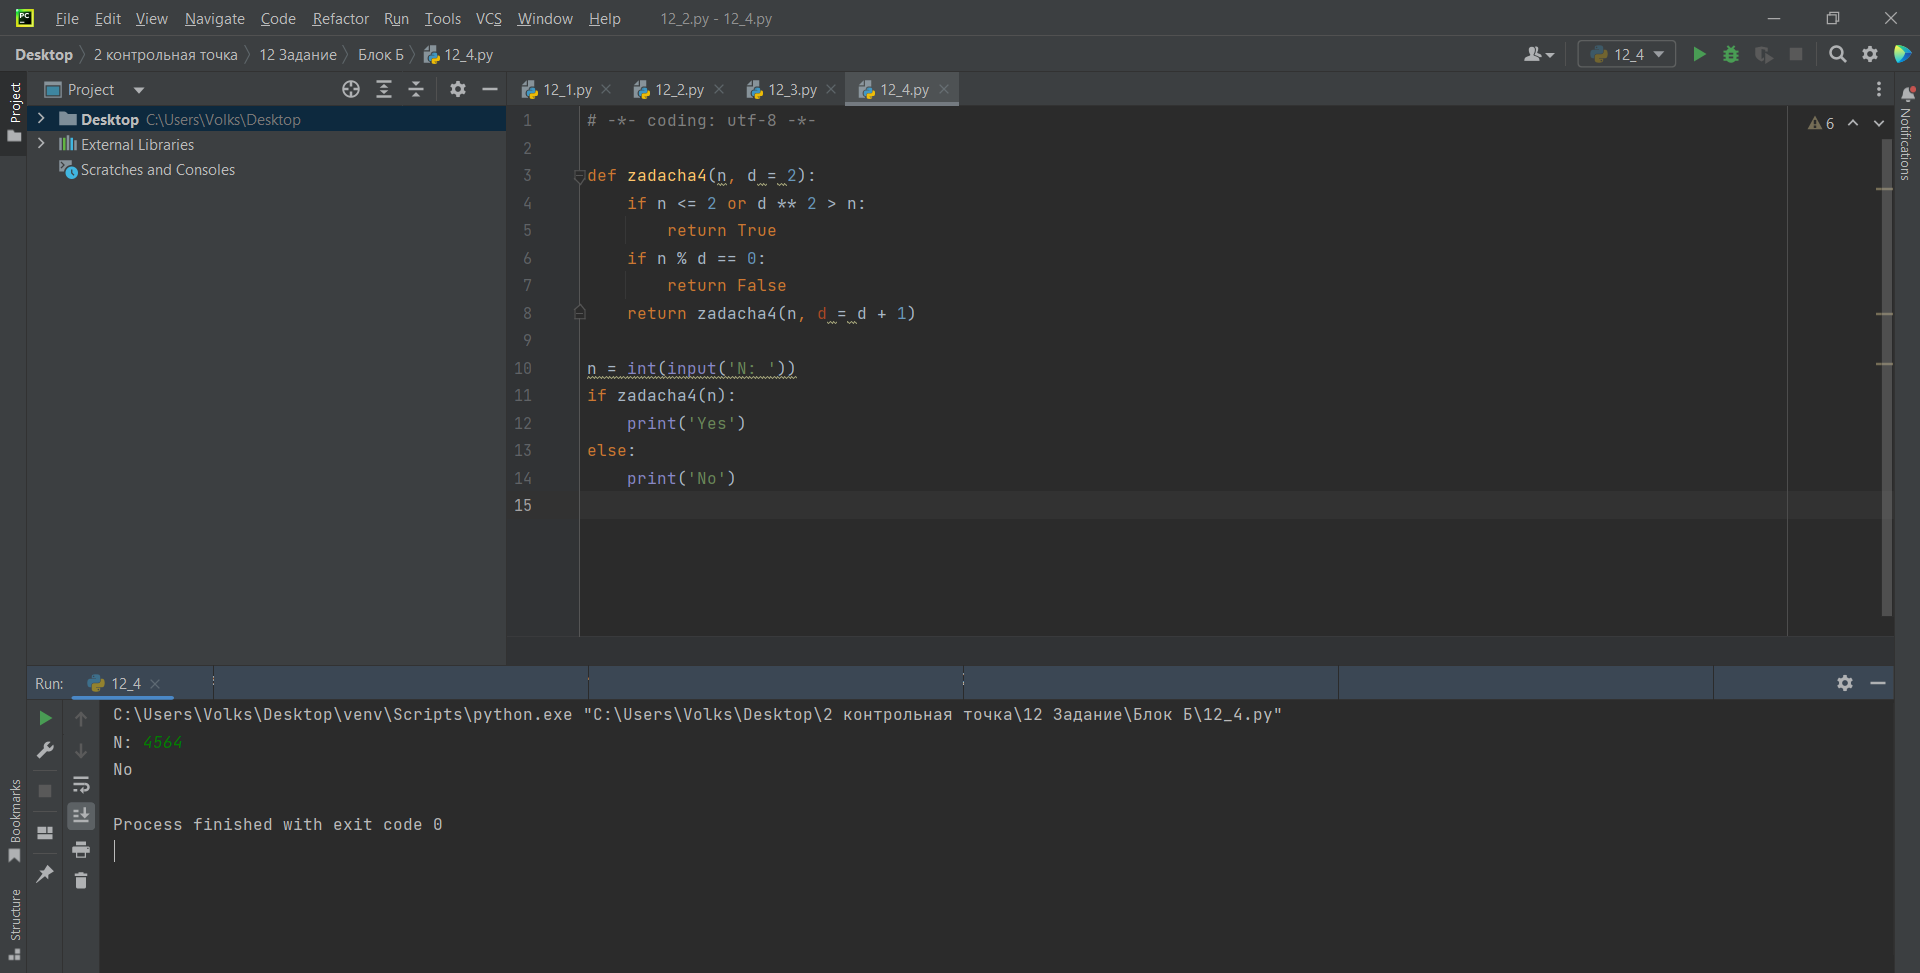 PC File Edit View Navigate Code Refactor Run Tools VCS Window Help 12_2.py - 12_4.py
Desktop 2 контрольная точка 12 Задание Блок Б 12_4.py 12_4
Project
Project
12_1.py 12_2.py 12_3.py 12_4.py
Desktop C:\Users\Volks\Desktop
External Libraries
Scratches and Consoles
1 # -*- coding: utf-8 -*-
2
3 def zadacha4(n, d = 2):
4 if n <= 2 or d ** 2 > n:
5 return True
6 if n % d == 0:
7 return False
8 return zadacha4(n, d = d + 1)
9
10 n = int(input('N: '))
11 if zadacha4(n):
12 print('Yes')
13 else:
14 print('No')
15
6
Notifications
Run: 12_4
C:\Users\Volks\Desktop\venv\Scripts\python.exe "C:\Users\Volks\Desktop\2 контрольная точка\12 Задание\Блок Б\12_4.py"
N: 4564
No
Process finished with exit code 0
Bookmarks
Structure